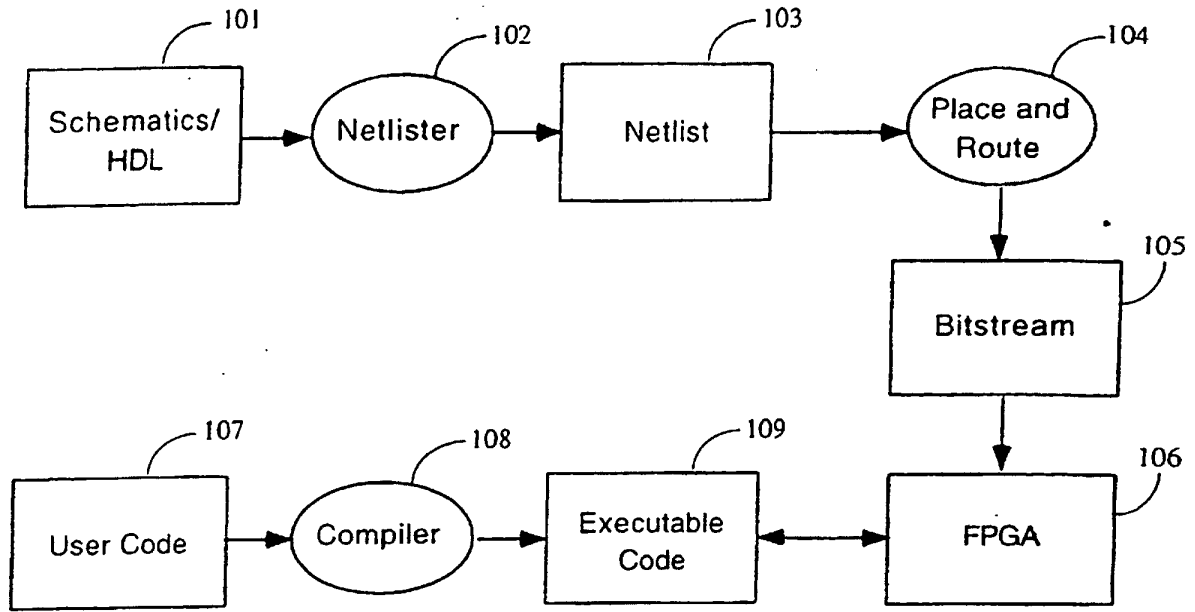 101
102
103
104
Schematics/
HDL
Netlister
Netlist
Place and
Route
105
Bitstream
107
108
109
106
User Code
Compiler
Executable
Code
FPGA